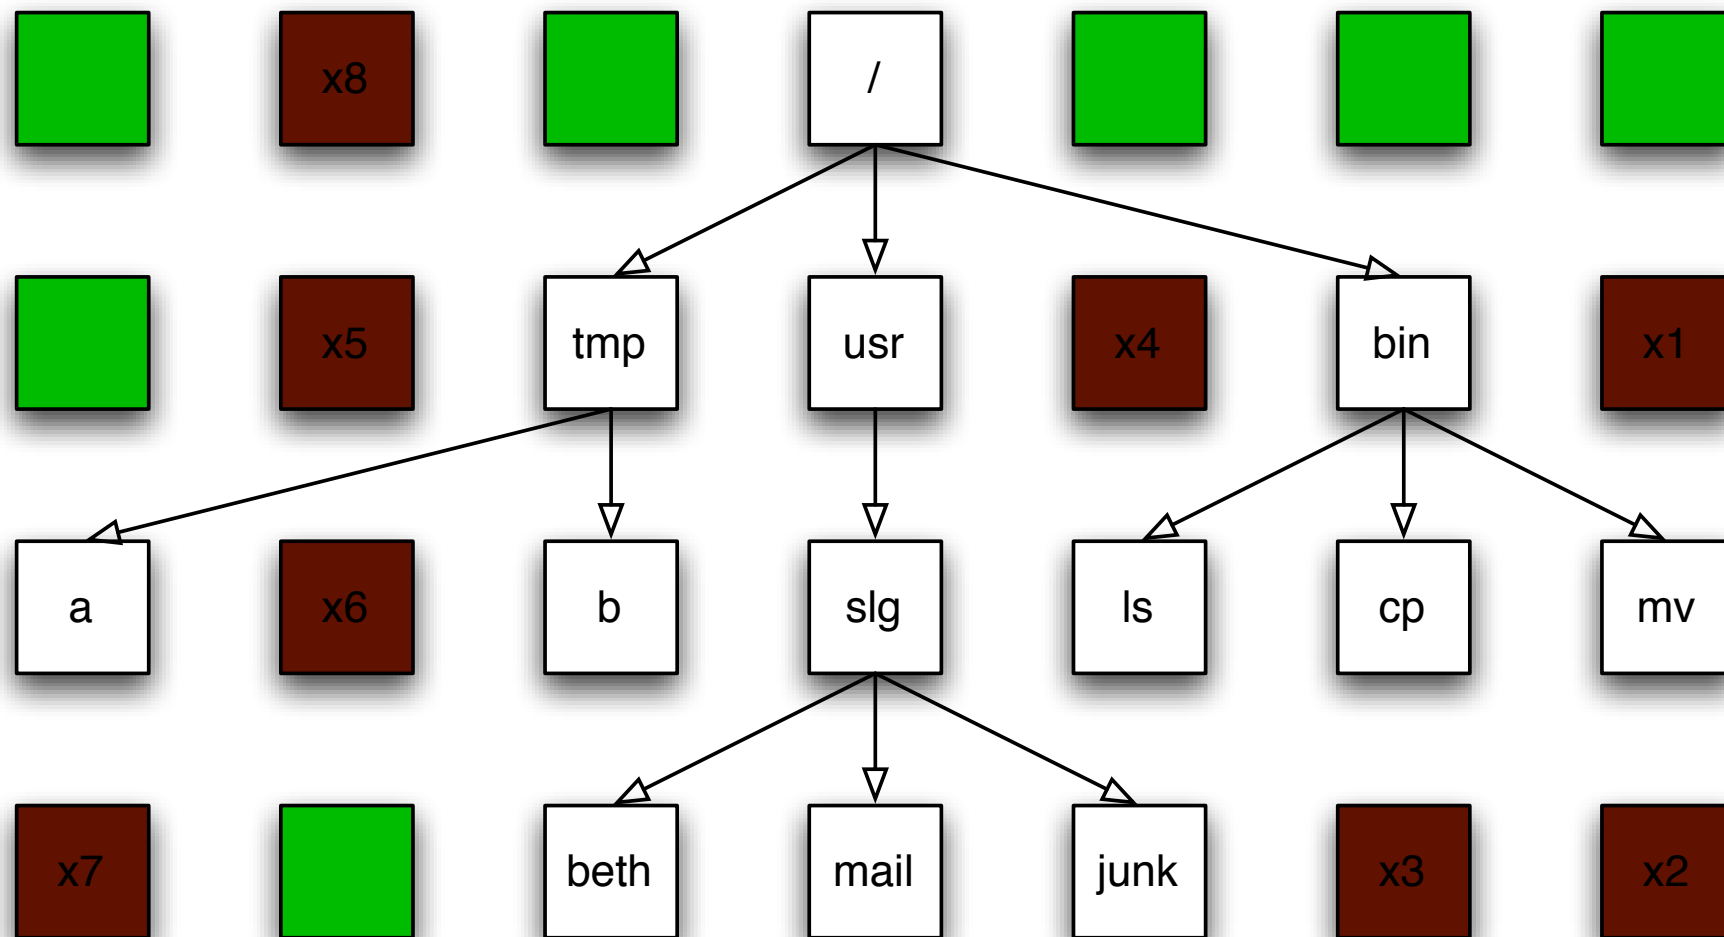 x8
/
x5
tmp
usr
x4
bin
x1
a
x6
b
slg
ls
cp
mv
x7
beth
mail
junk
x3
x2